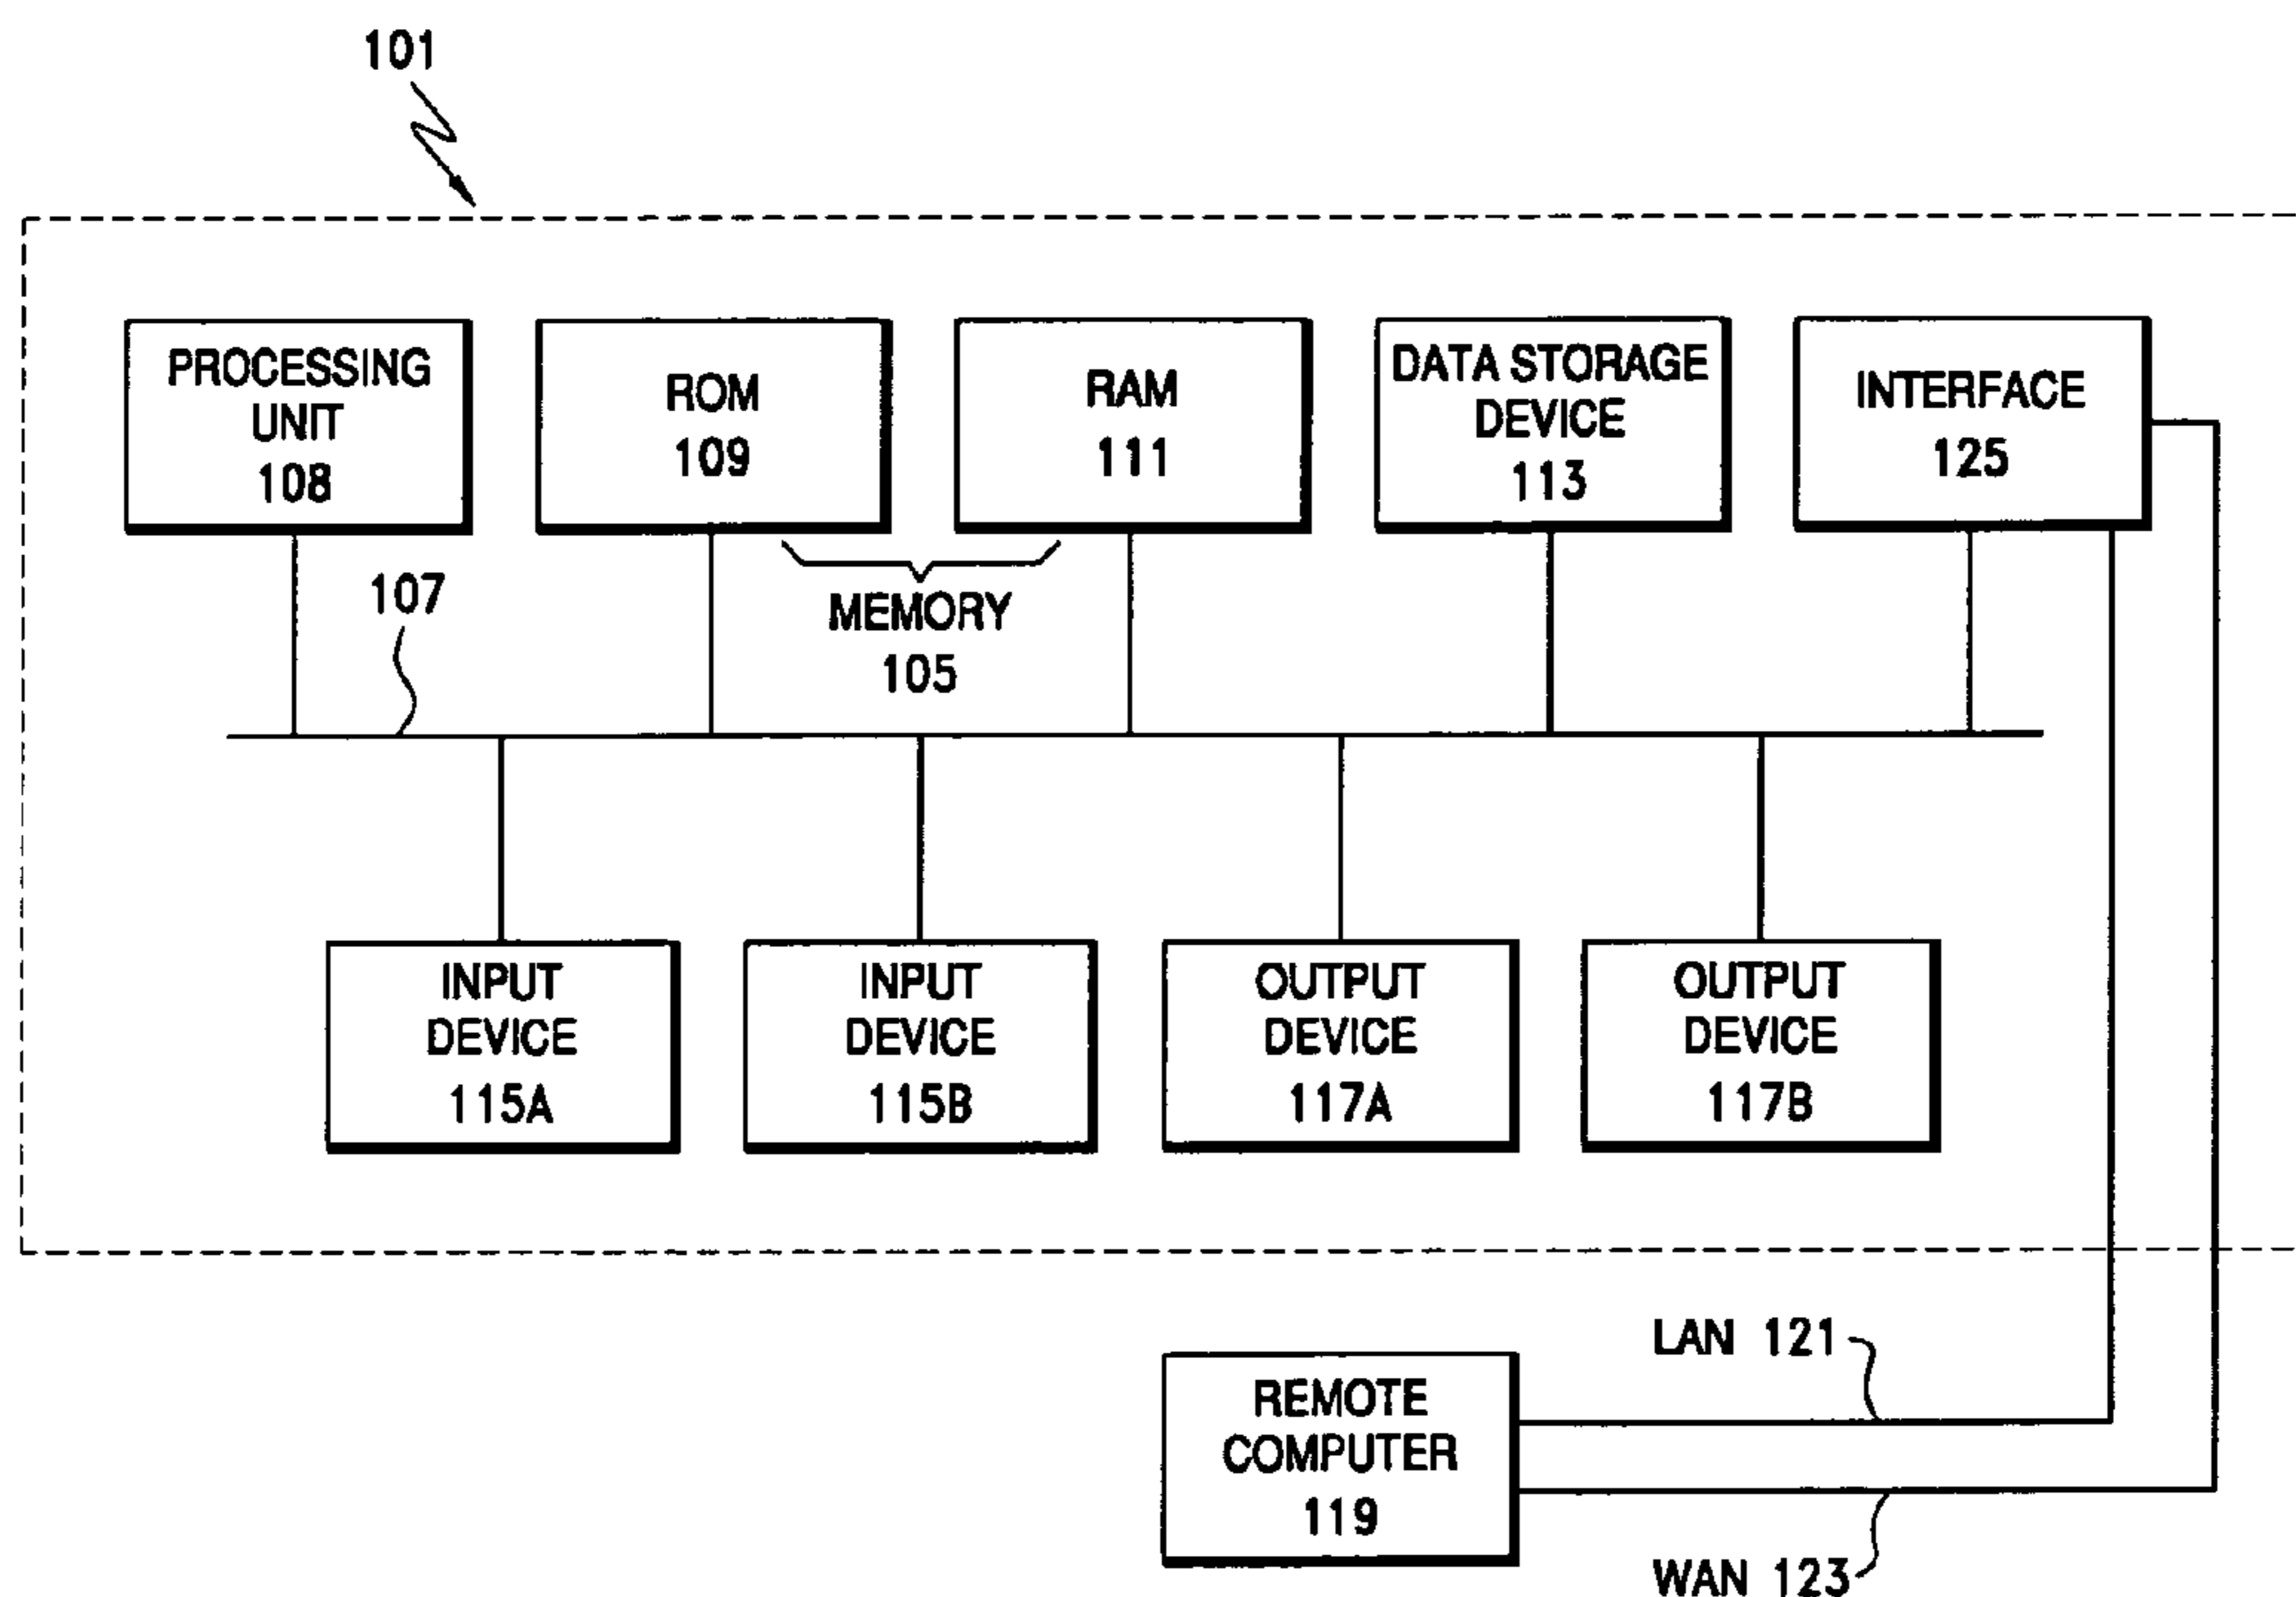 101
PROCESSING
UNIT
108
ROM
109
RAM
111
DATA STORAGE
DEVICE
113
INTERFACE
125
107
MEMORY
105
INPUT
DEVICE
115A
INPUT
DEVICE
115B
OUTPUT
DEVICE
117A
OUTPUT
DEVICE
117B
LAN 121
REMOTE
COMPUTER
119
WAN 123